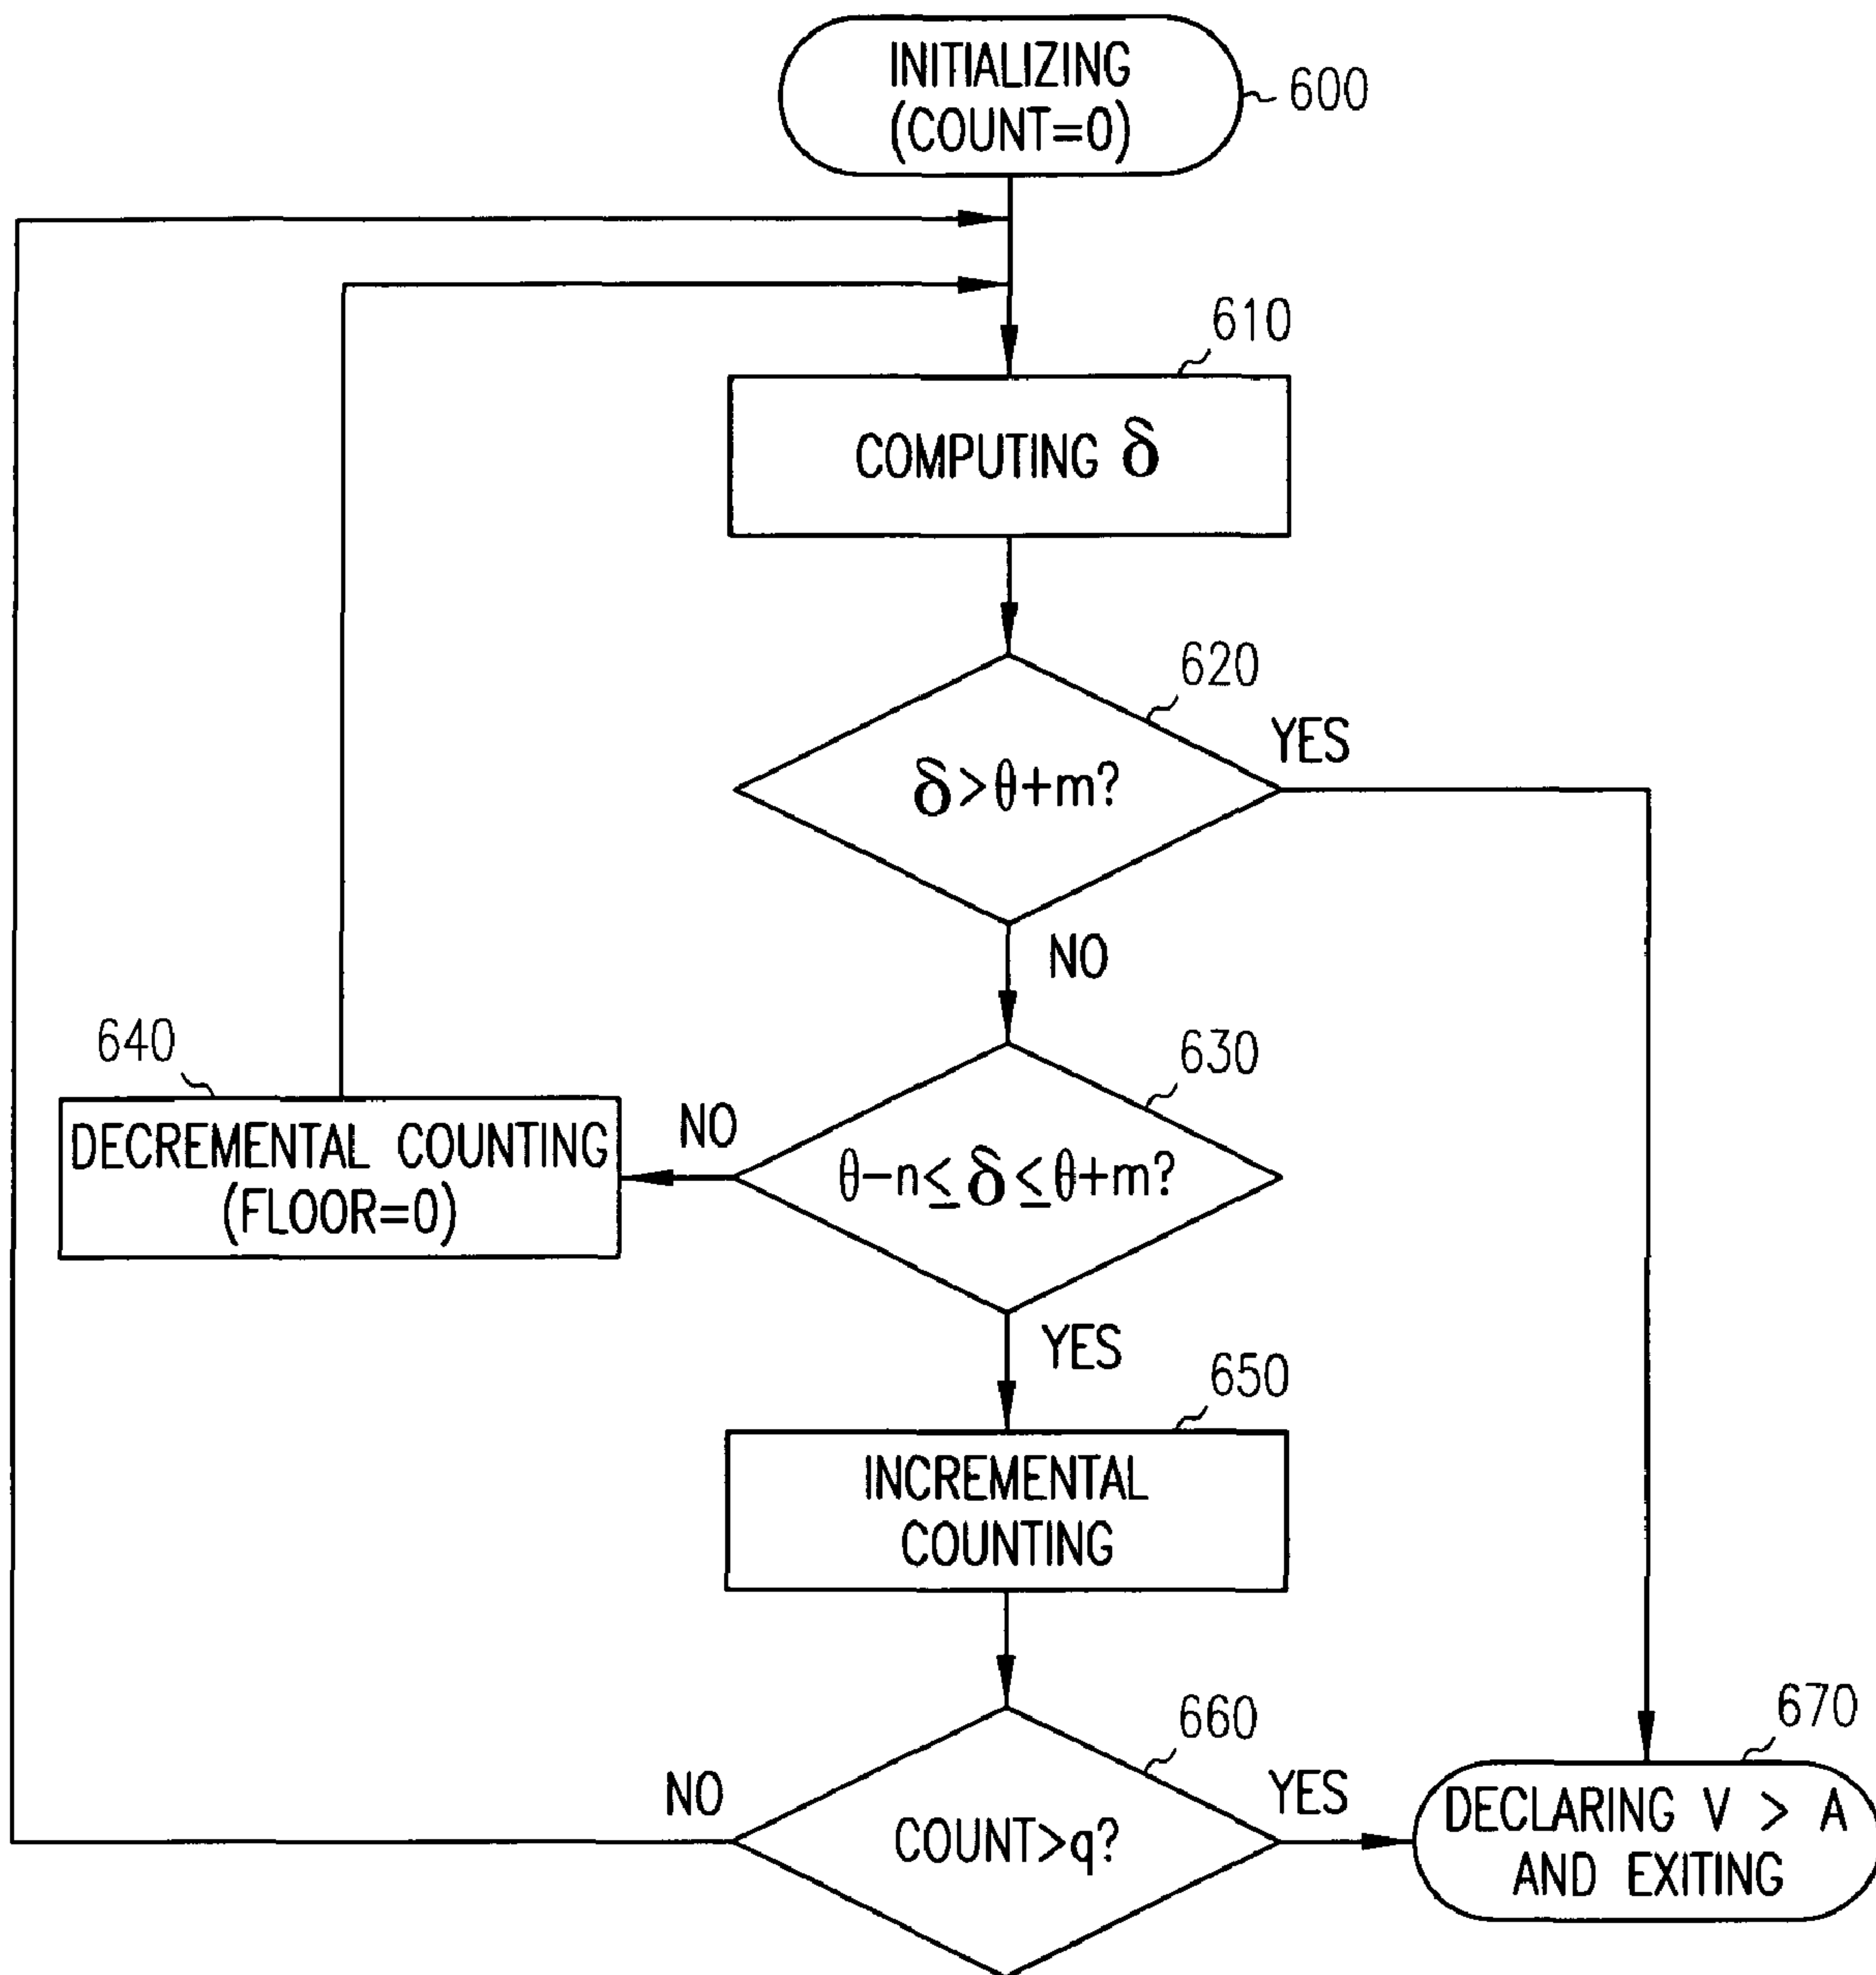 INITIALIZING
(COUNT=0)
600
610
COMPUTING δ
620
YES
δ>θ+m?
NO
640
630
DECREMENTAL COUNTING
(FLOOR=0)
NO
θ−n≤δ≤θ+m?
YES
650
INCREMENTAL
COUNTING
660
670
NO
YES
COUNT>q?
DECLARING V > A
AND EXITING